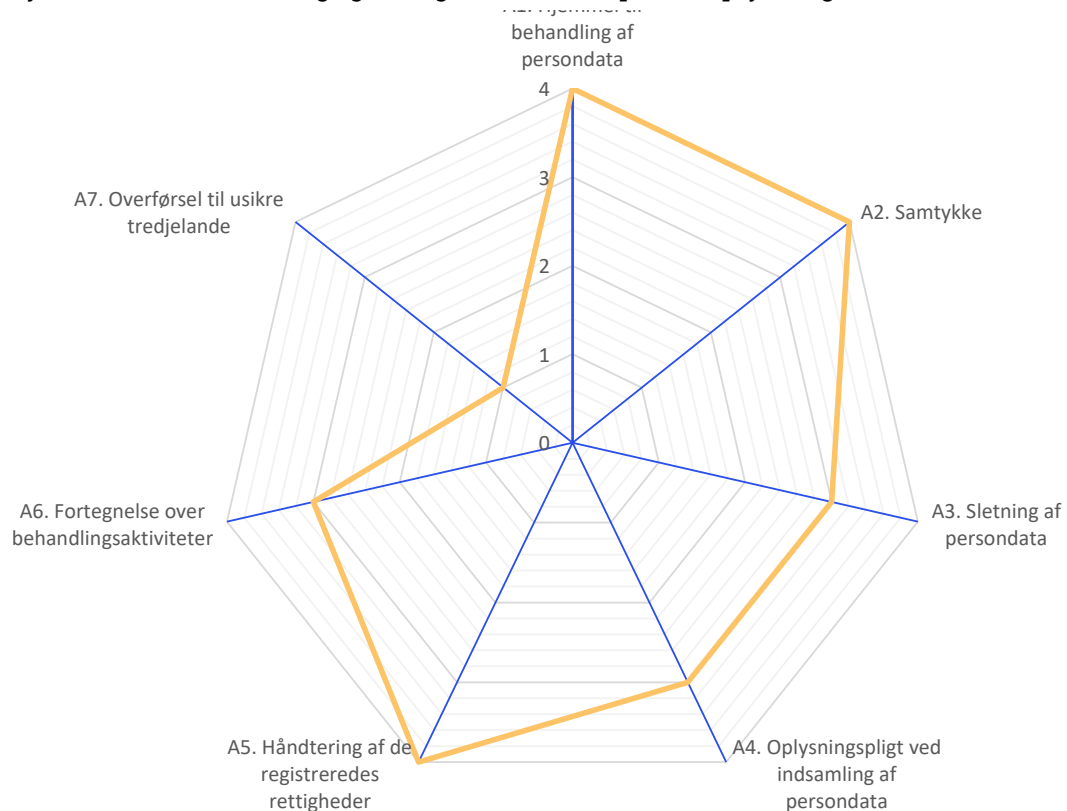 behandling af
persondata
4
3
2
1
0
A2. Samtykke
A3. Sletning af
persondata
A4. Oplysningspligt ved
indsamling af
persondata
A5. Håndtering af de
registreredes
rettigheder
A6. Fortegnelse over
behandlingsaktiviteter
A7. Overførsel til usikre
tredjelande